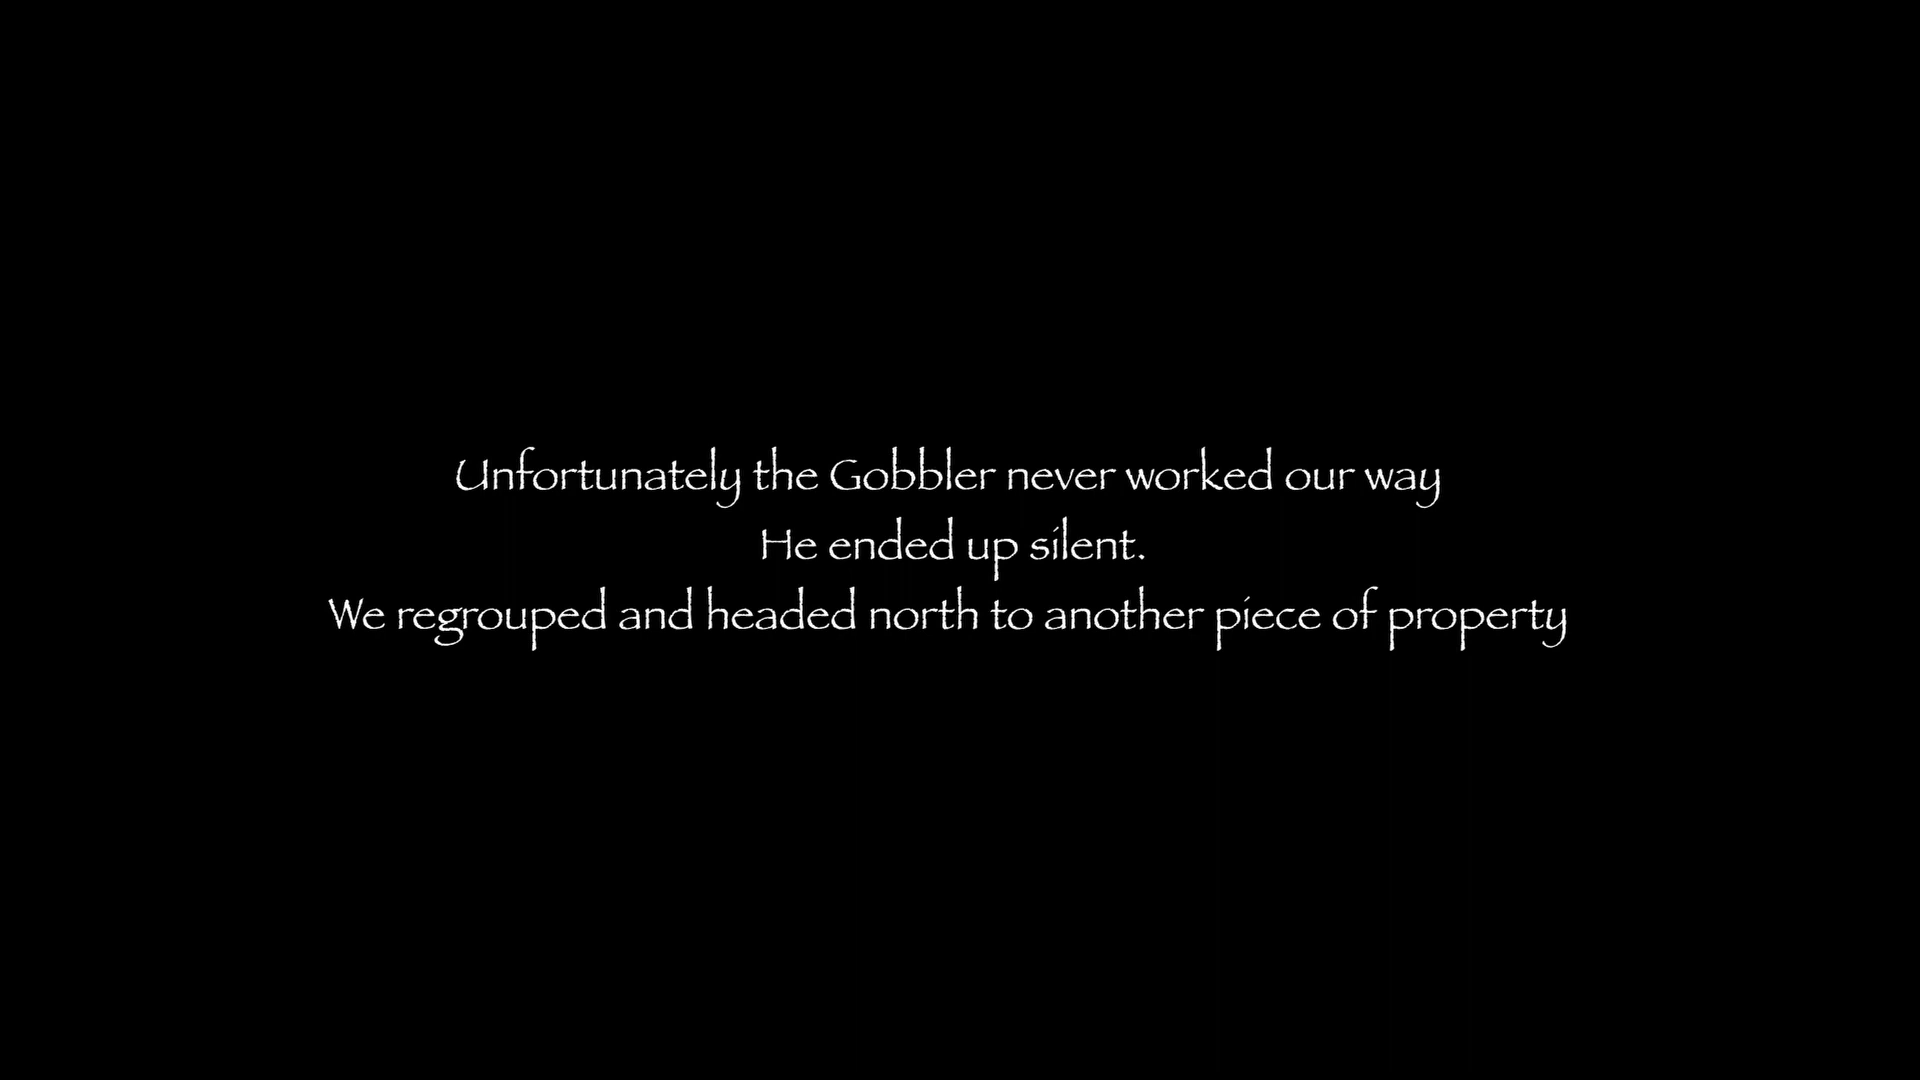 Unfortunately the Gobbler never worked our way
He ended up silent.
We regrouped and headed north to another piece of property